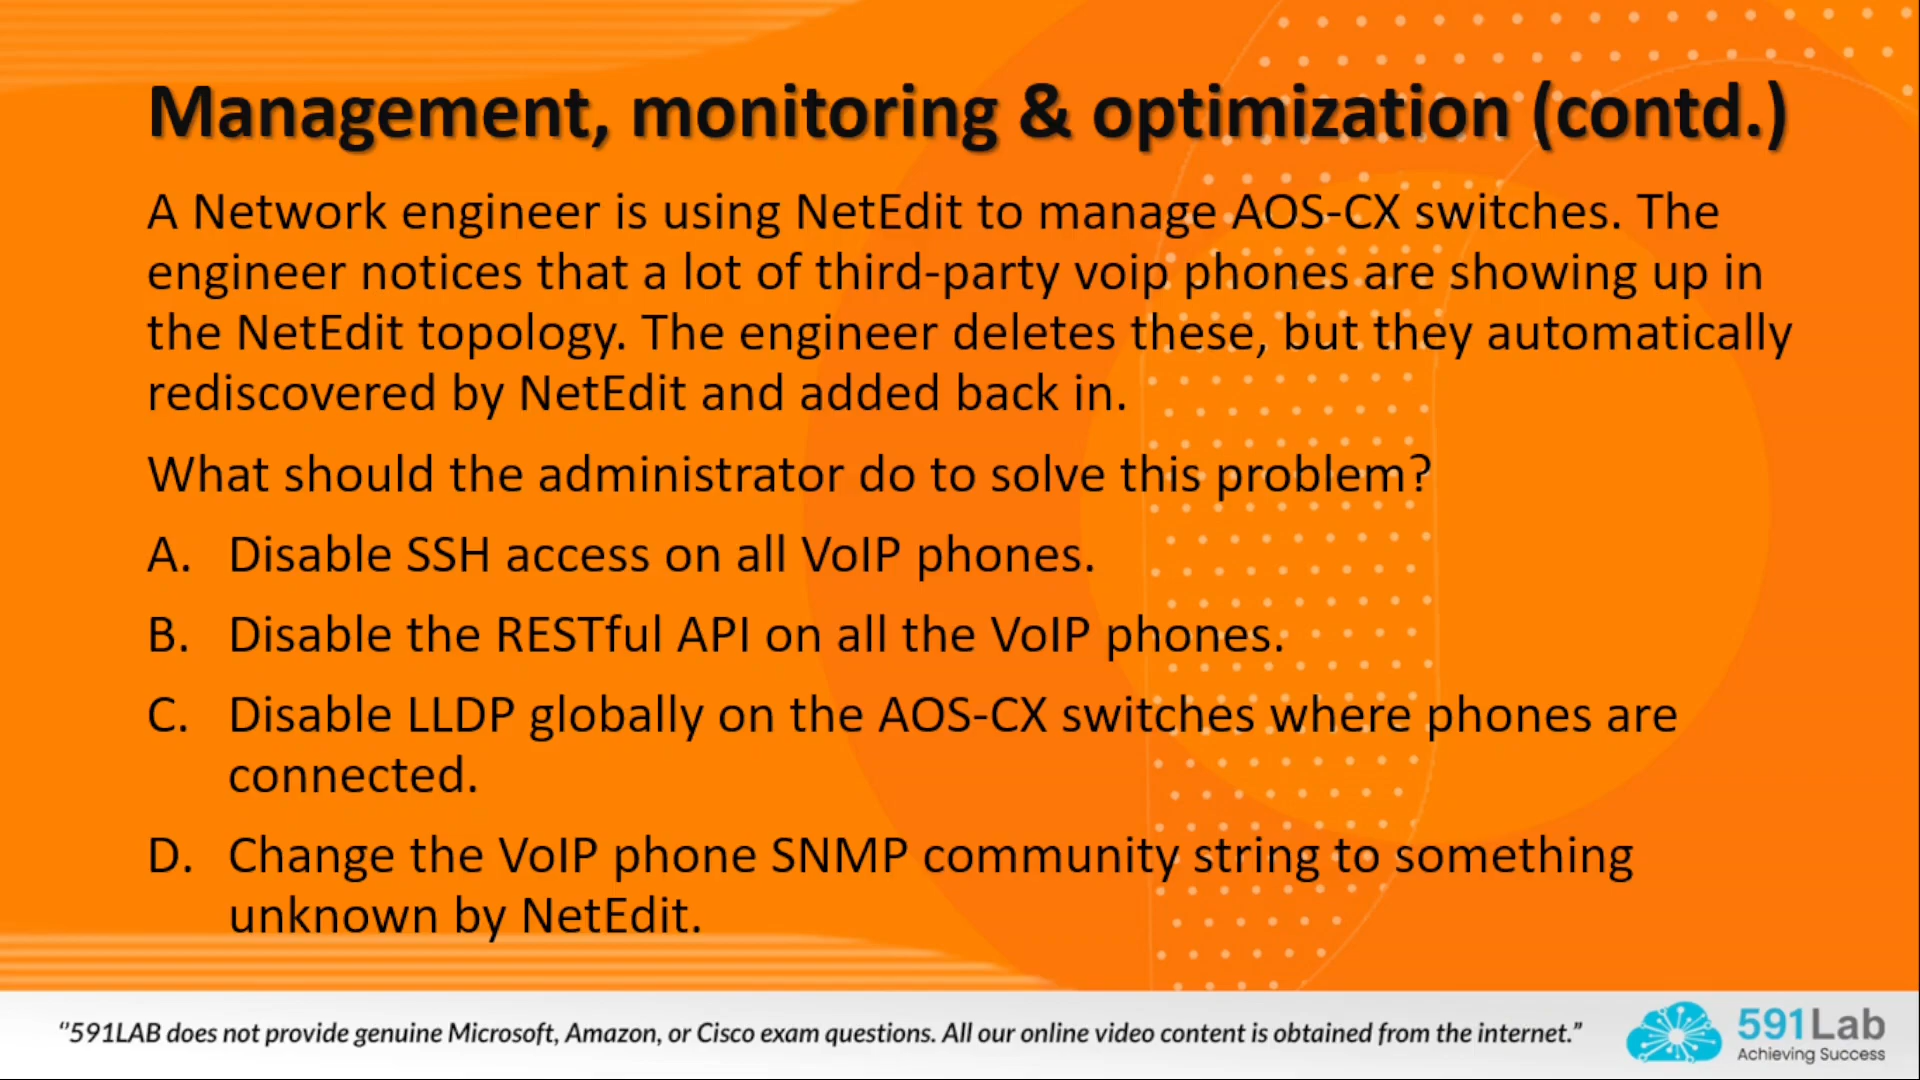 Management, monitoring & optimization (contd.)
A Network engineer is using NetEdit to manage AOS-CX switches. The
engineer notices that a lot of third-party voip phones are showing up in
the NetEdit topology. The engineer deletes these, but they automatically
rediscovered by NetEdit and added back in.
What should the administrator do to solve this problem?
A. Disable SSH access on all VoIP phones.
B. Disable the RESTful API on all the VoIP phones.
C. Disable LLDP globally on the AOS-CX switches where phones are
connected.
D. Change the VoIP phone SNMP community string to something
unknown by NetEdit.
‘’591LAB does not provide genuine Microsoft, Amazon, or Cisco exam questions. All our online video content is obtained from the internet.”
591Lab
Achieving Success